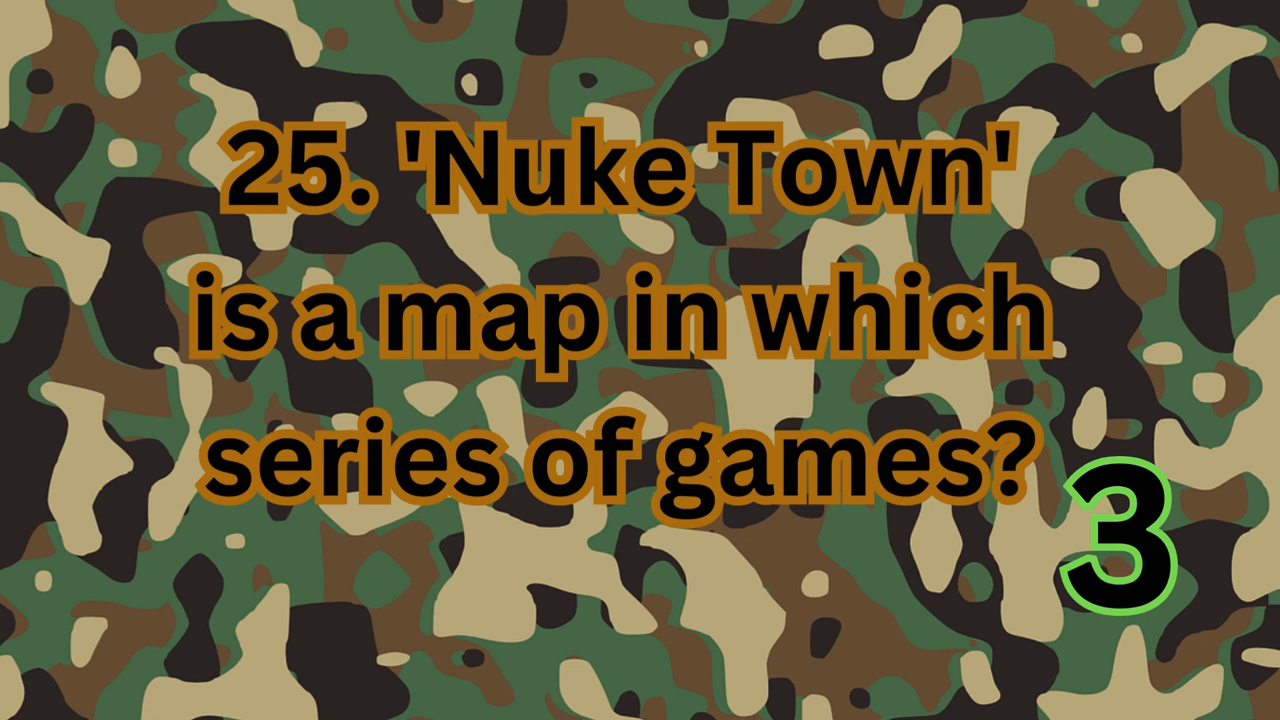 25. 'Nuke Town'
is a map in which
series of games?
3